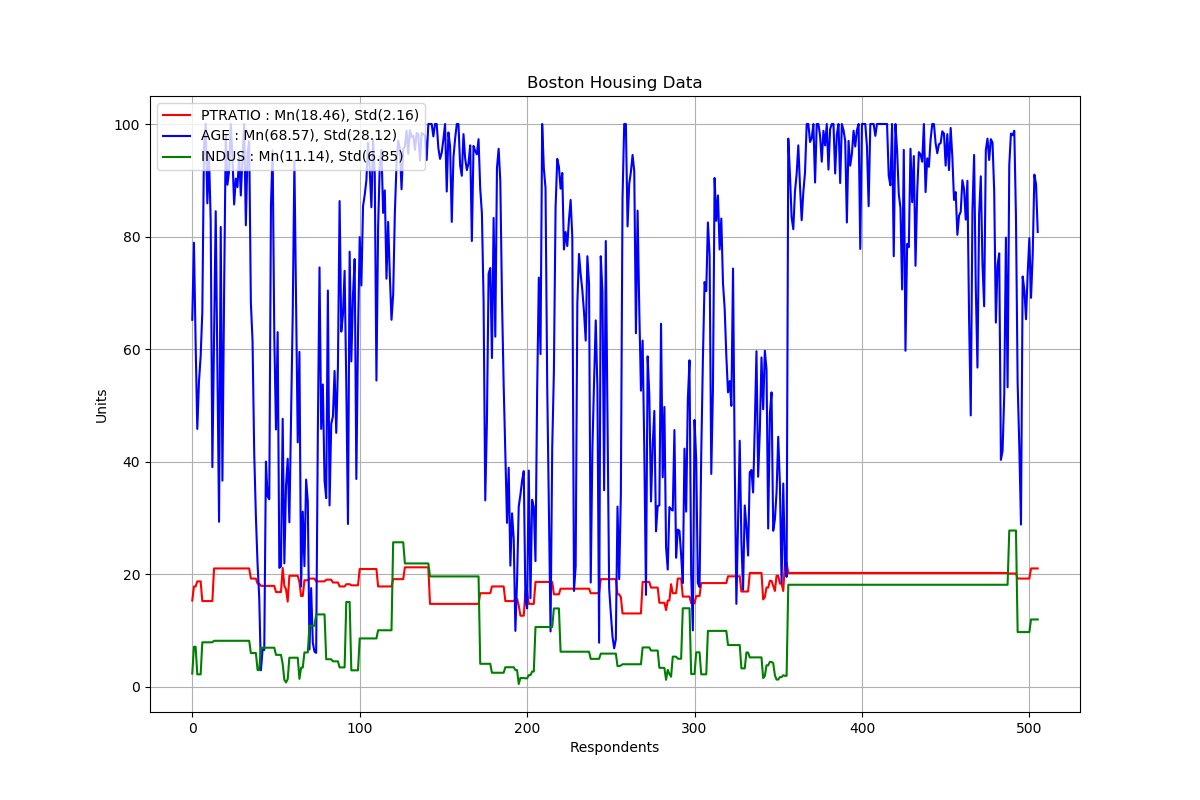 Boston Housing Data
PTRATIO : Mn(18.46), Std(2.16)
AGE : Mn(68.57), Std(28.12)
INDUS : Mn(11.14), Std(6.85)
100
80
60
40
20
0
Units
0 100 200 300 400 500
Respondents